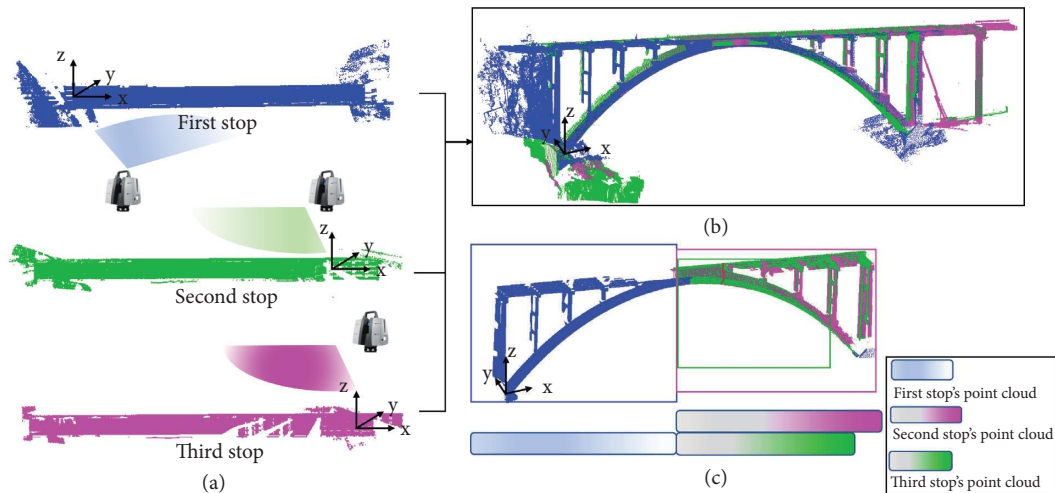 z
y
x
First stop
z
y
x
Second stop
z
y
x
Third stop
(a)
z
y
x
(b)
z
y
x
(c)
First stop's point cloud
Second stop's point cloud
Third stop's point cloud